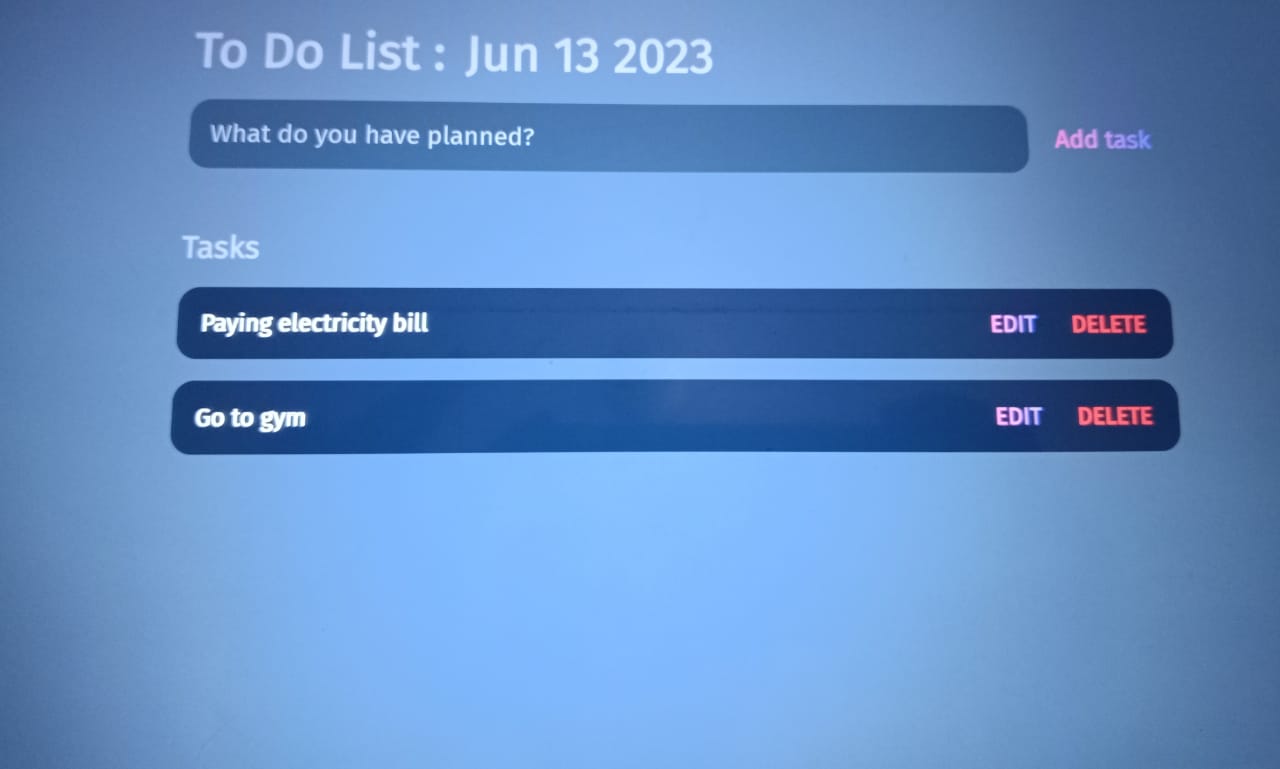 To Do List : Jun 13 2023
What do you have planned?
Add task
Tasks
Paying electricity bill
EDIT DELETE
Go to gym
EDIT DELETE